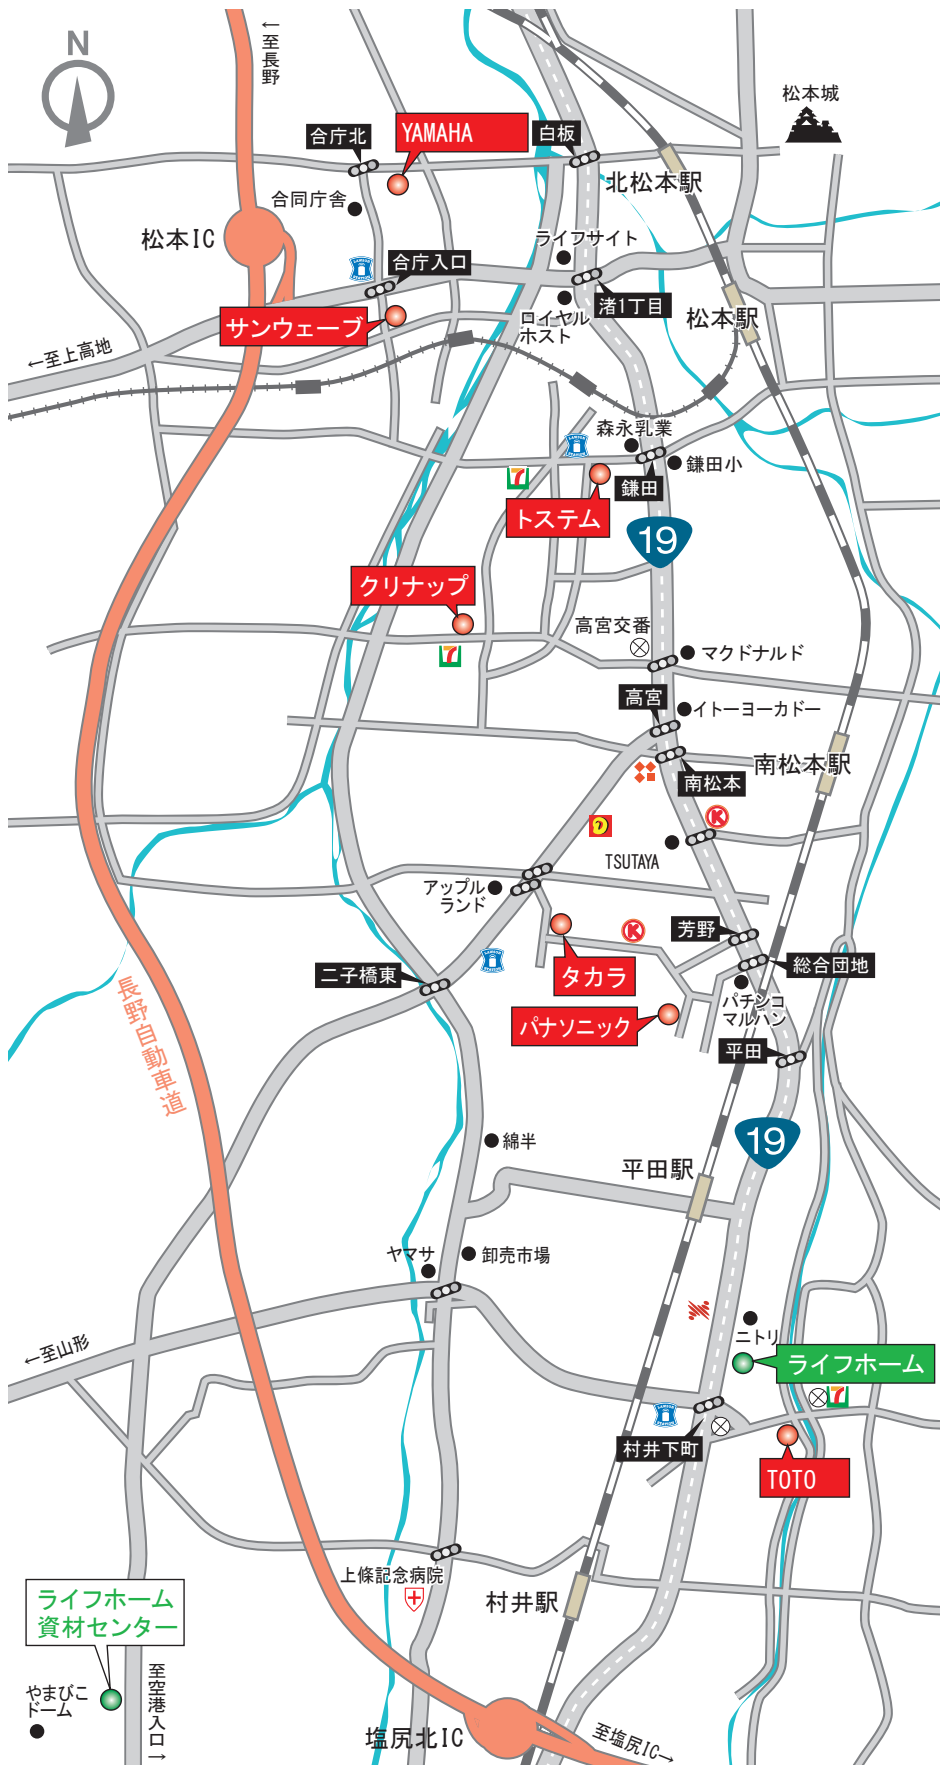 ←至長野
N
松本城
合庁北
YAMAHA
白板
北松本駅
合同庁舎
松本IC
ライフサイト
合庁入口
渚1丁目
サンウェーブ
ロイヤル
ホスト
松本駅
←至上高地
森永乳業
鎌田小
鎌田
7
トステム
19
クリナップ
高宮交番
マクドナルド
7
高宮
イトーヨーカドー
南松本駅
南松本
K
TSUTAYA
アップル
ランド
芳野
K
タカラ
総合団地
二子橋東
パチンコ
マルハン
パナソニック
平田
長野自動車道
19
綿半
平田駅
ヤマサ
卸売市場
←至山形
ニトリ
ライフホーム
7
村井下町
TOTO
上條記念病院
村井駅
ライフホーム
資材センター
やまびこ
ドーム
至空港入口→
塩尻北IC
至塩尻IC→